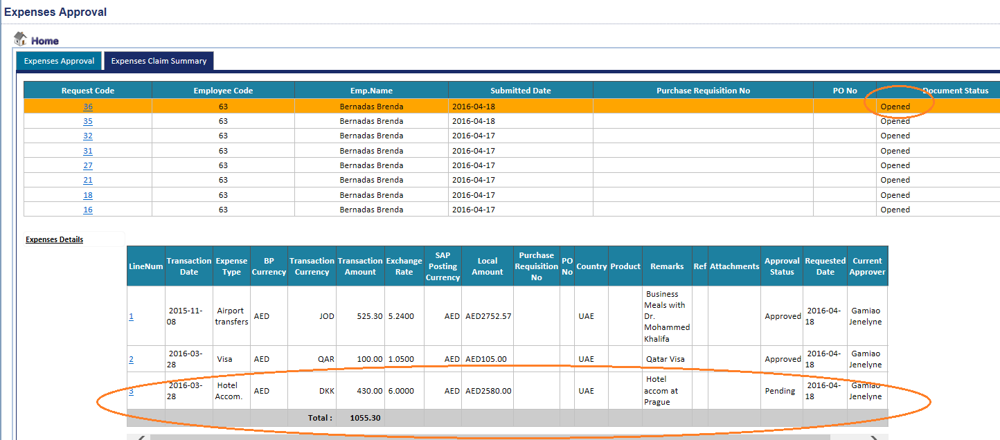 Expenses Approval
Home
Expenses Approval Expenses Claim Summary
Request Code Employee Code Emp.Name Submitted Date Purchase Requisition No PO No Document Status
36 63 Bernadas Brenda 2016-04-18 Opened
35 63 Bernadas Brenda 2016-04-18 Opened
32 63 Bernadas Brenda 2016-04-17 Opened
31 63 Bernadas Brenda 2016-04-17 Opened
27 63 Bernadas Brenda 2016-04-17 Opened
21 63 Bernadas Brenda 2016-04-17 Opened
18 63 Bernadas Brenda 2016-04-17 Opened
16 63 Bernadas Brenda 2016-04-17 Opened
Expenses Details
LineNum Transaction Date Expense Type BP Currency Transaction Currency Transaction Amount Exchange Rate SAP Posting Currency Local Amount Purchase Requisition No PO No Country Product Remarks Ref Attachments Approval Status Requested Date Current Approver
1 2015-11-08 Airport transfers AED JOD 525.30 5.2400 AED AED2752.57 UAE Business Meals with Dr. Mohammed Khalifa Approved 2016-04-18 Gamiao Jenelyne
2 2016-03-28 Visa AED QAR 100.00 1.0500 AED AED105.00 UAE Qatar Visa Approved 2016-04-18 Gamiao Jenelyne
3 2016-03-28 Hotel Accom. AED DKK 430.00 6.0000 AED AED2580.00 UAE Hotel accom at Prague Pending 2016-04-18 Gamiao Jenelyne
Total : 1055.30